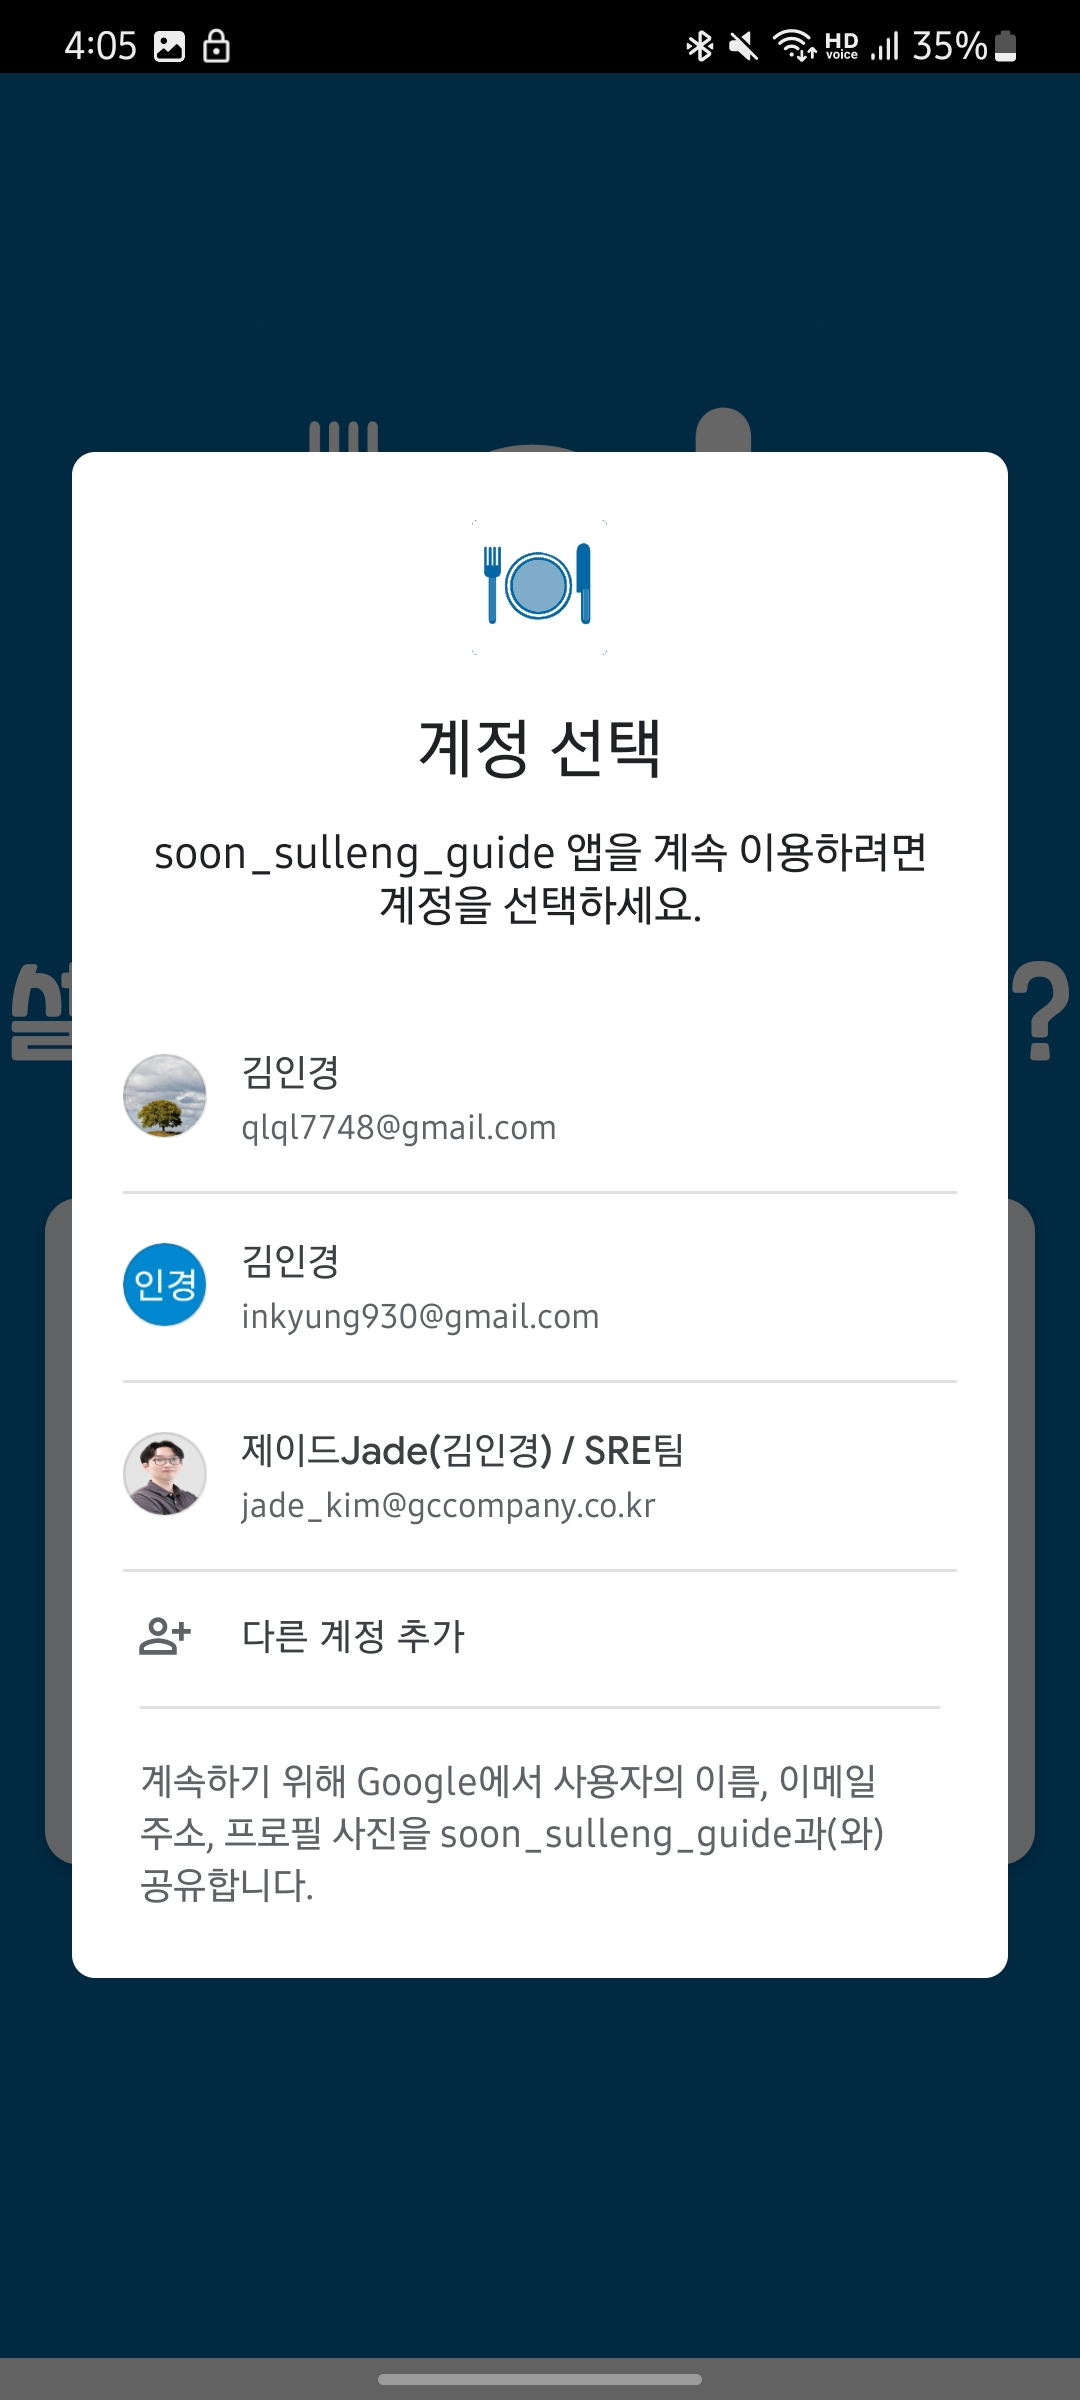 4:05 HD voice 35%
계정 선택
soon_sulleng_guide 앱을 계속 이용하려면
계정을 선택하세요.
?
김인경
qlql7748@gmail.com
인경
김인경
inkyung930@gmail.com
제이드Jade(김인경) / SRE팀
jade_kim@gccompany.co.kr
다른 계정 추가
계속하기 위해 Google에서 사용자의 이름, 이메일
주소, 프로필 사진을 soon_sulleng_guide과(와)
공유합니다.